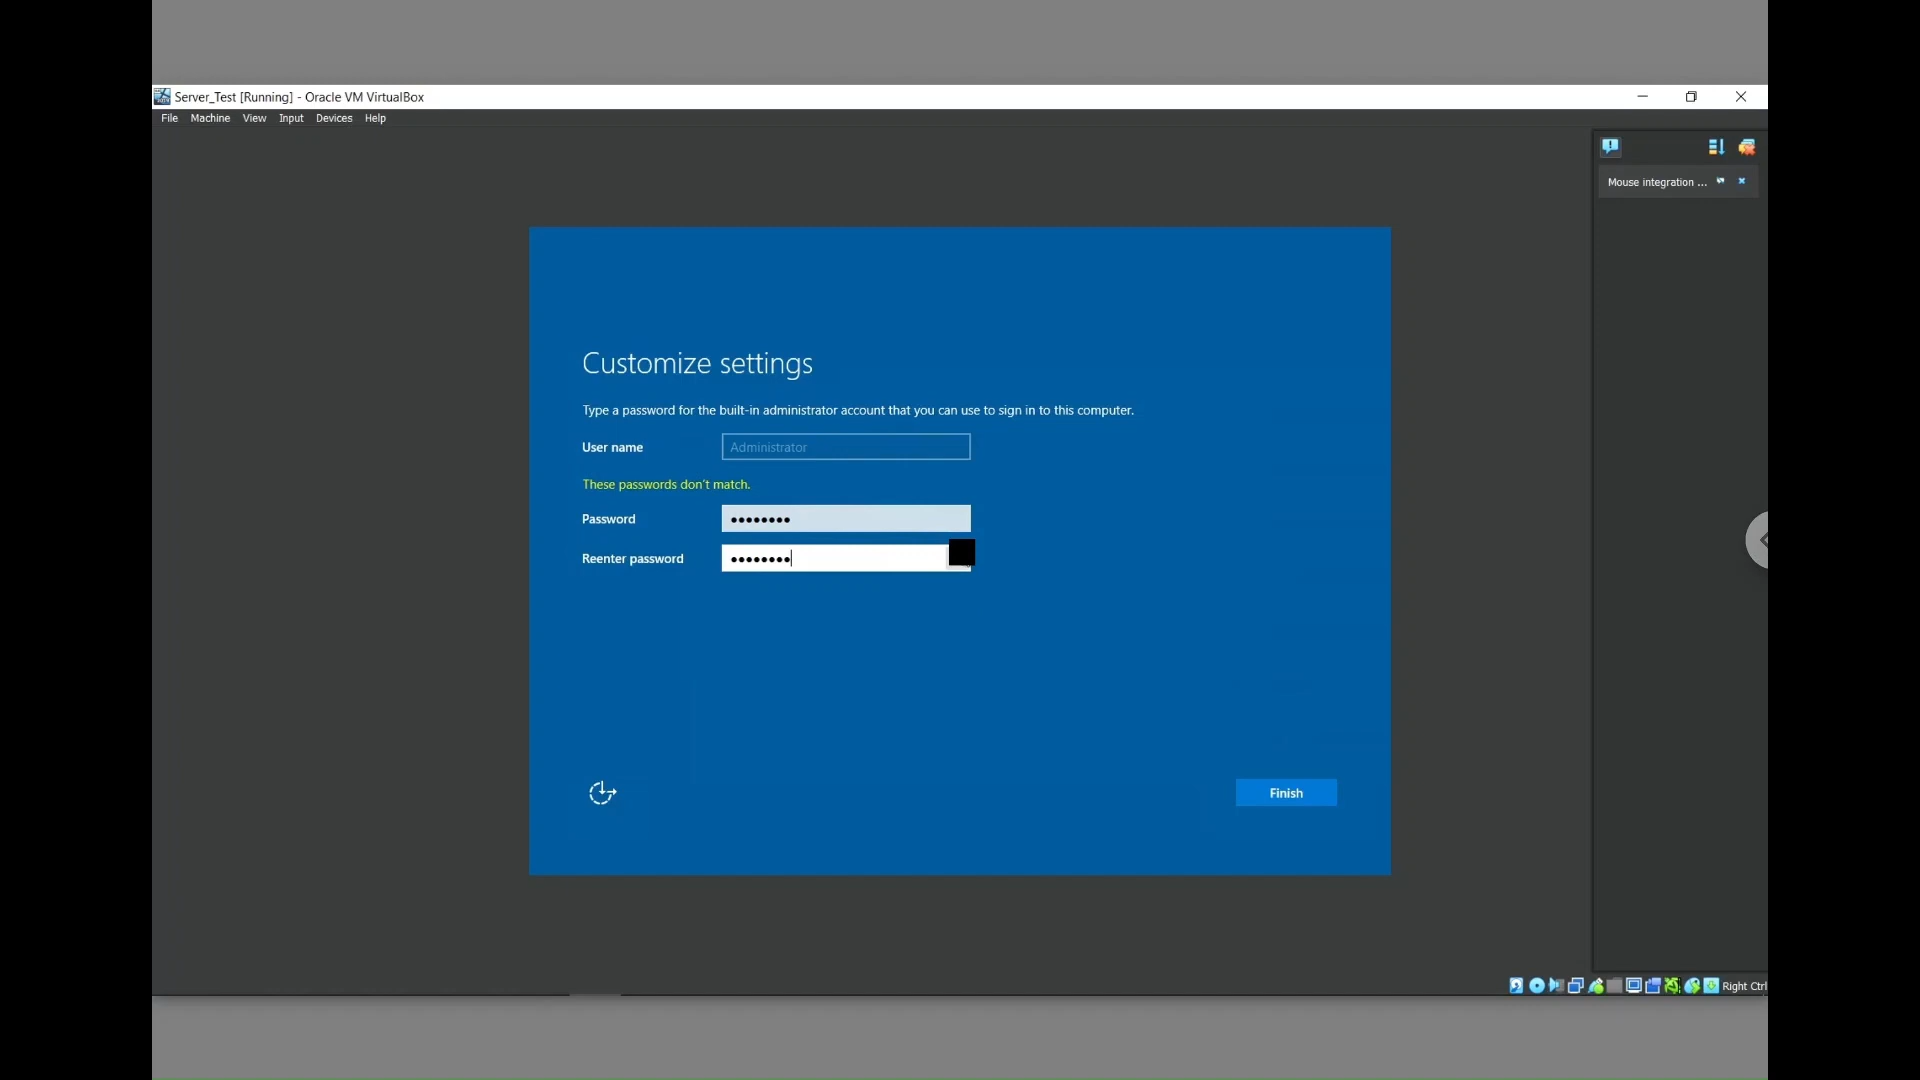 Server_Test [Running] - Oracle VM VirtualBox
File Machine View Input Devices Help
Mouse integration ...
Customize settings
Type a password for the built-in administrator account that you can use to sign in to this computer.
User name Administrator
These passwords don't match.
Password ••••••••
Reenter password ••••••••
Finish
Right Ctrl